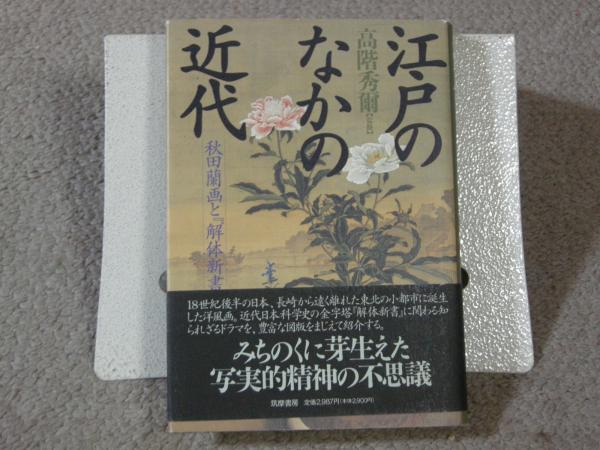 江戸の
なかの
近代
高階秀爾【監修】
秋田蘭画と『解体新書』
18世紀後半の日本、長崎から遠く離れた東北の小都市に誕生
した洋風画。近代日本科学史の金字塔『解体新書』に関わる知
られざるドラマを、豊富な図版をまじえて紹介する。
みちのくに芽生えた
写実的精神の不思議
筑摩書房 定価2,987円(本体2,900円)